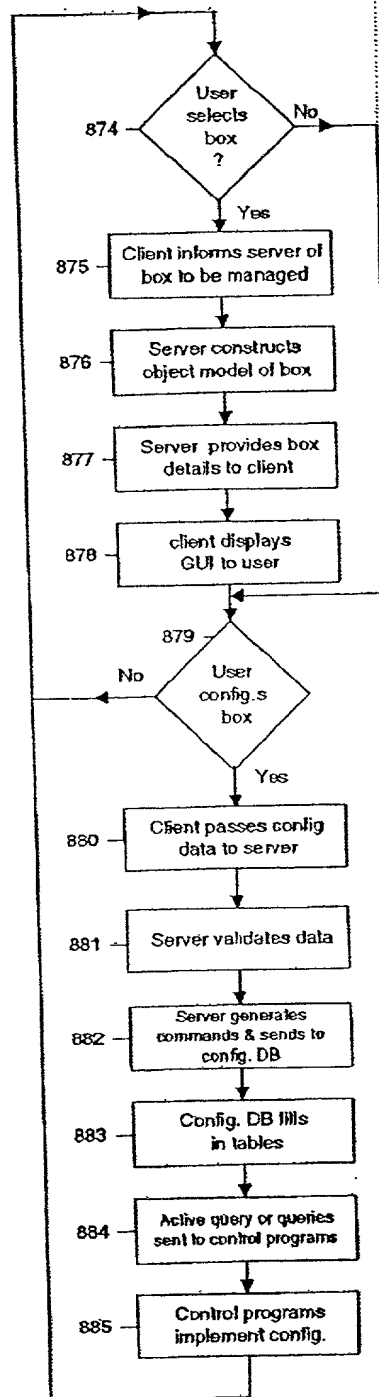 User
selects
box
?
874
No
Yes
875
Client informs server of
box to be managed
876
Server constructs
object model of box
877
Server provides box
details to client
878
client displays
GUI to user
879
No
User
config.s
box
Yes
880
Client passes config
data to server
881
Server validates data
882
Server generates
commands & sends to
config. DB
883
Config. DB fills
in tables
884
Active query or queries
sent to control programs
885
Control programs
implement config.